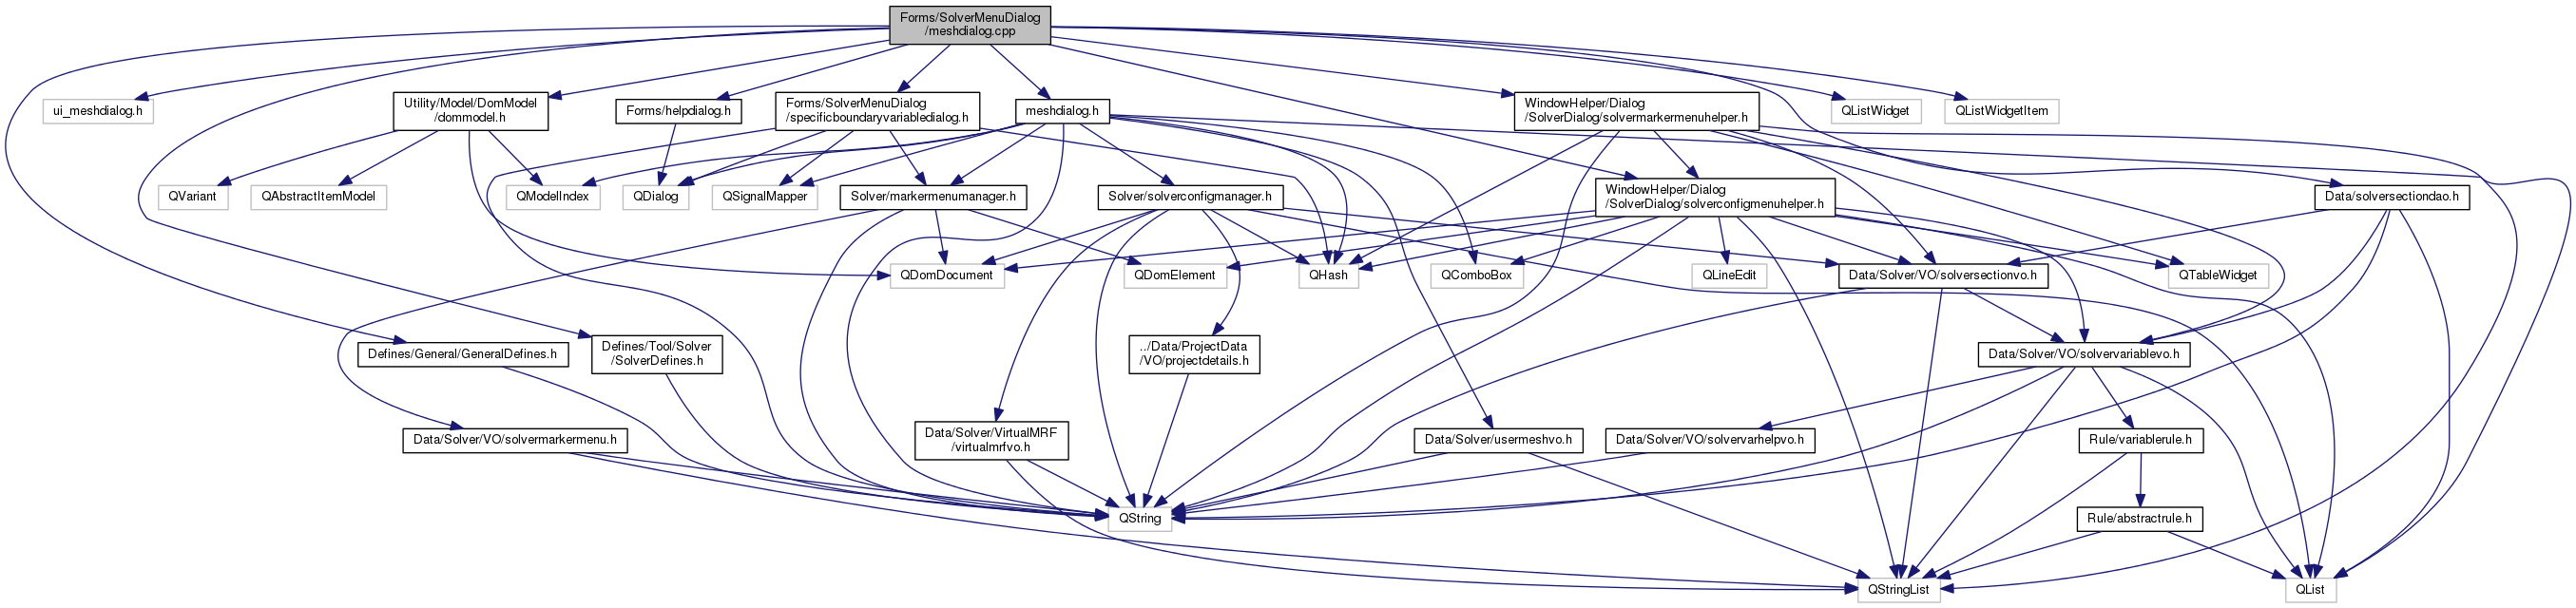 Forms/SolverMenuDialog
/meshdialog.cpp
ui_meshdialog.h
Utility/Model/DomModel
/dommodel.h
Forms/helpdialog.h
Forms/SolverMenuDialog
/specificboundaryvariabledialog.h
meshdialog.h
WindowHelper/Dialog
/SolverDialog/solvermarkermenuhelper.h
QListWidget
QListWidgetItem
QVariant
QAbstractItemModel
QModelIndex
QDialog
QSignalMapper
Solver/markermenumanager.h
Solver/solverconfigmanager.h
WindowHelper/Dialog
/SolverDialog/solverconfigmenuhelper.h
Data/solversectiondao.h
QDomDocument
QDomElement
QHash
QComboBox
QLineEdit
Data/Solver/VO/solversectionvo.h
QTableWidget
Defines/General/GeneralDefines.h
Defines/Tool/Solver
/SolverDefines.h
../Data/ProjectData
/VO/projectdetails.h
Data/Solver/VO/solvervariablevo.h
Data/Solver/VO/solvermarkermenu.h
Data/Solver/VirtualMRF
/virtualmrfvo.h
Data/Solver/usermeshvo.h
Data/Solver/VO/solvervarhelpvo.h
Rule/variablerule.h
QString
Rule/abstractrule.h
QStringList
QList